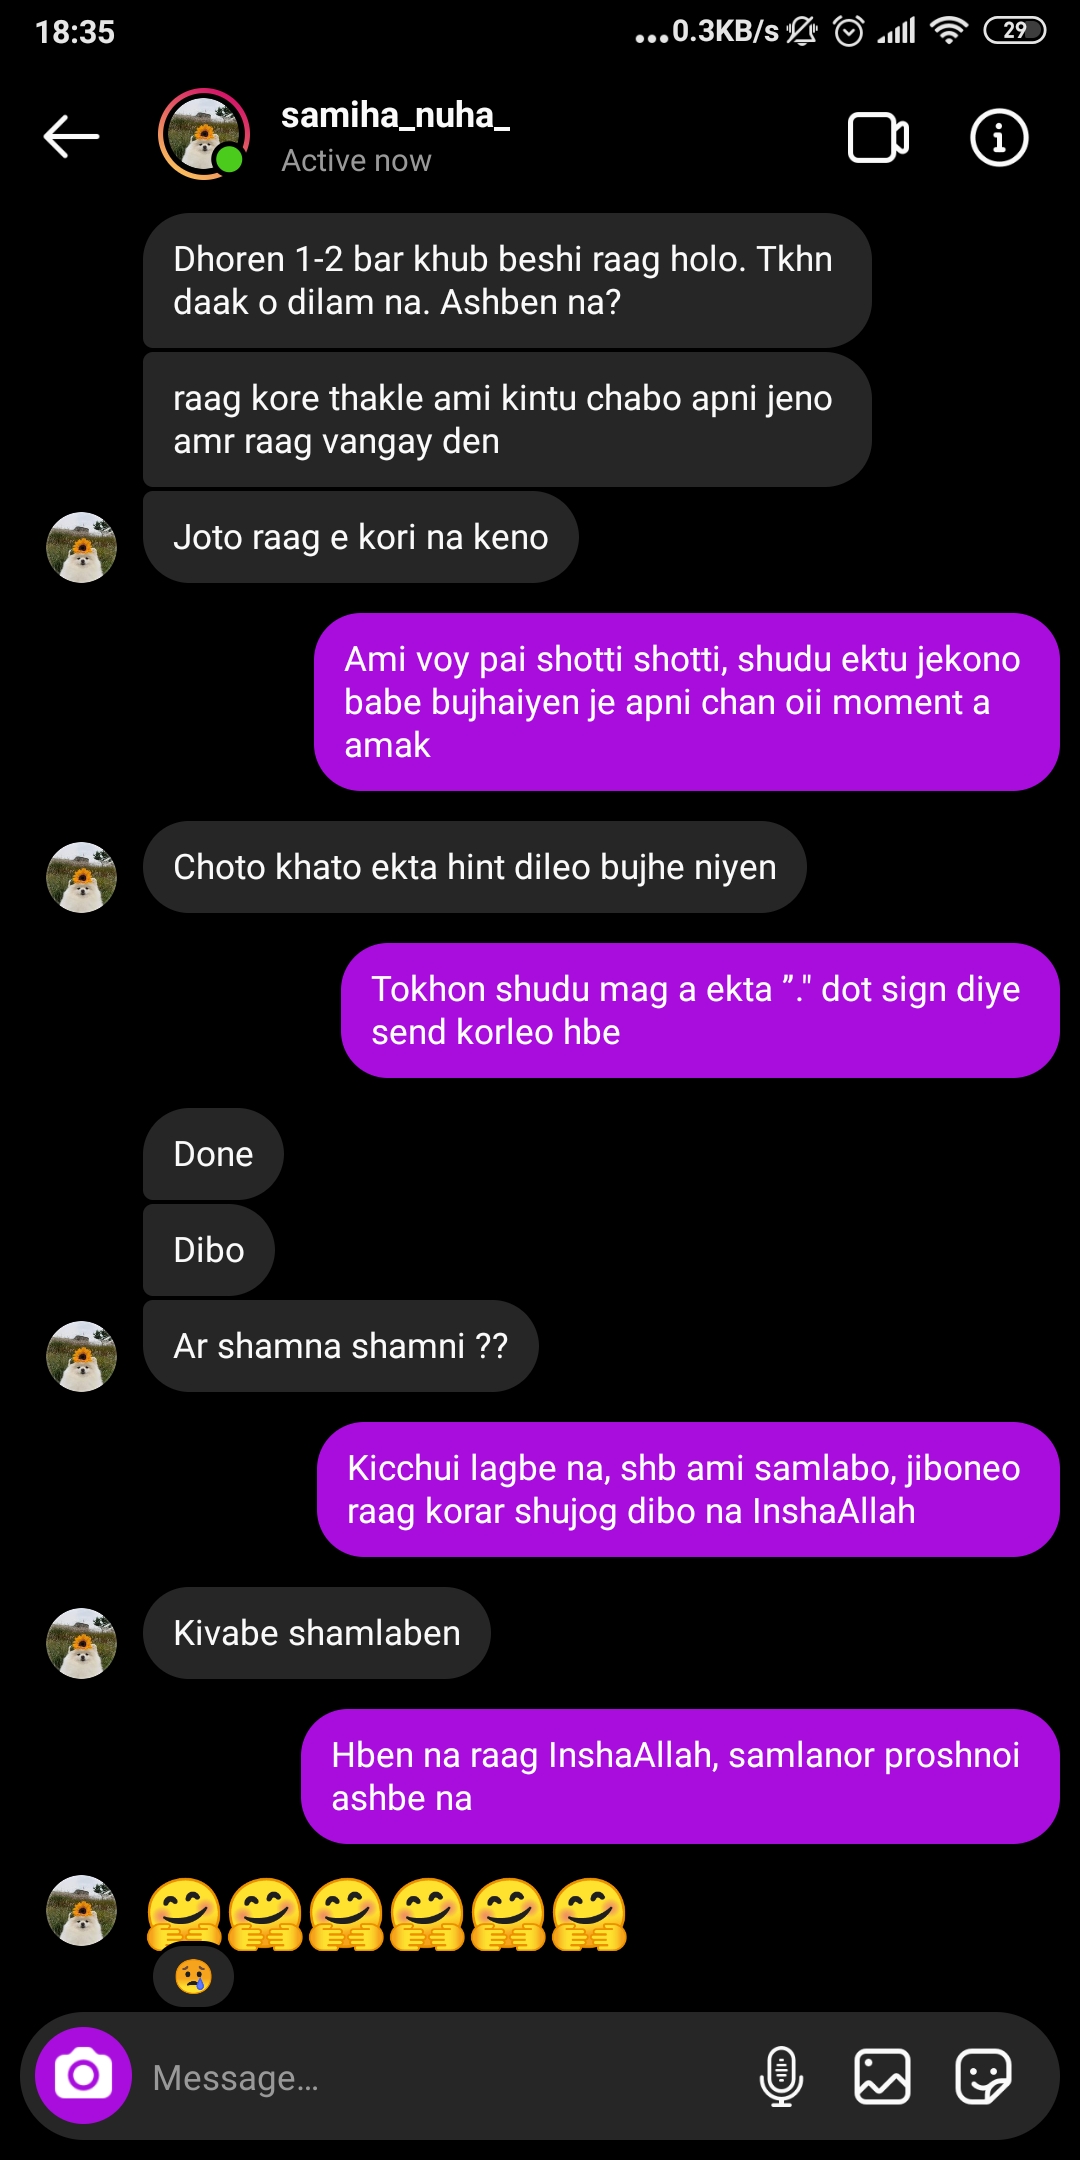 18:35
...0.3KB/s
29
samiha_nuha_
Active now
Dhoren 1-2 bar khub beshi raag holo. Tkhn
daak o dilam na. Ashben na?
raag kore thakle ami kintu chabo apni jeno
amr raag vangay den
Joto raag e kori na keno
Ami voy pai shotti shotti, shudu ektu jekono
babe bujhaiyen je apni chan oii moment a
amak
Choto khato ekta hint dileo bujhe niyen
Tokhon shudu mag a ekta ”." dot sign diye
send korleo hbe
Done
Dibo
Ar shamna shamni ??
Kicchui lagbe na, shb ami samlabo, jiboneo
raag korar shujog dibo na InshaAllah
Kivabe shamlaben
Hben na raag InshaAllah, samlanor proshnoi
ashbe na
🤗🤗🤗🤗🤗🤗
😢
Message...